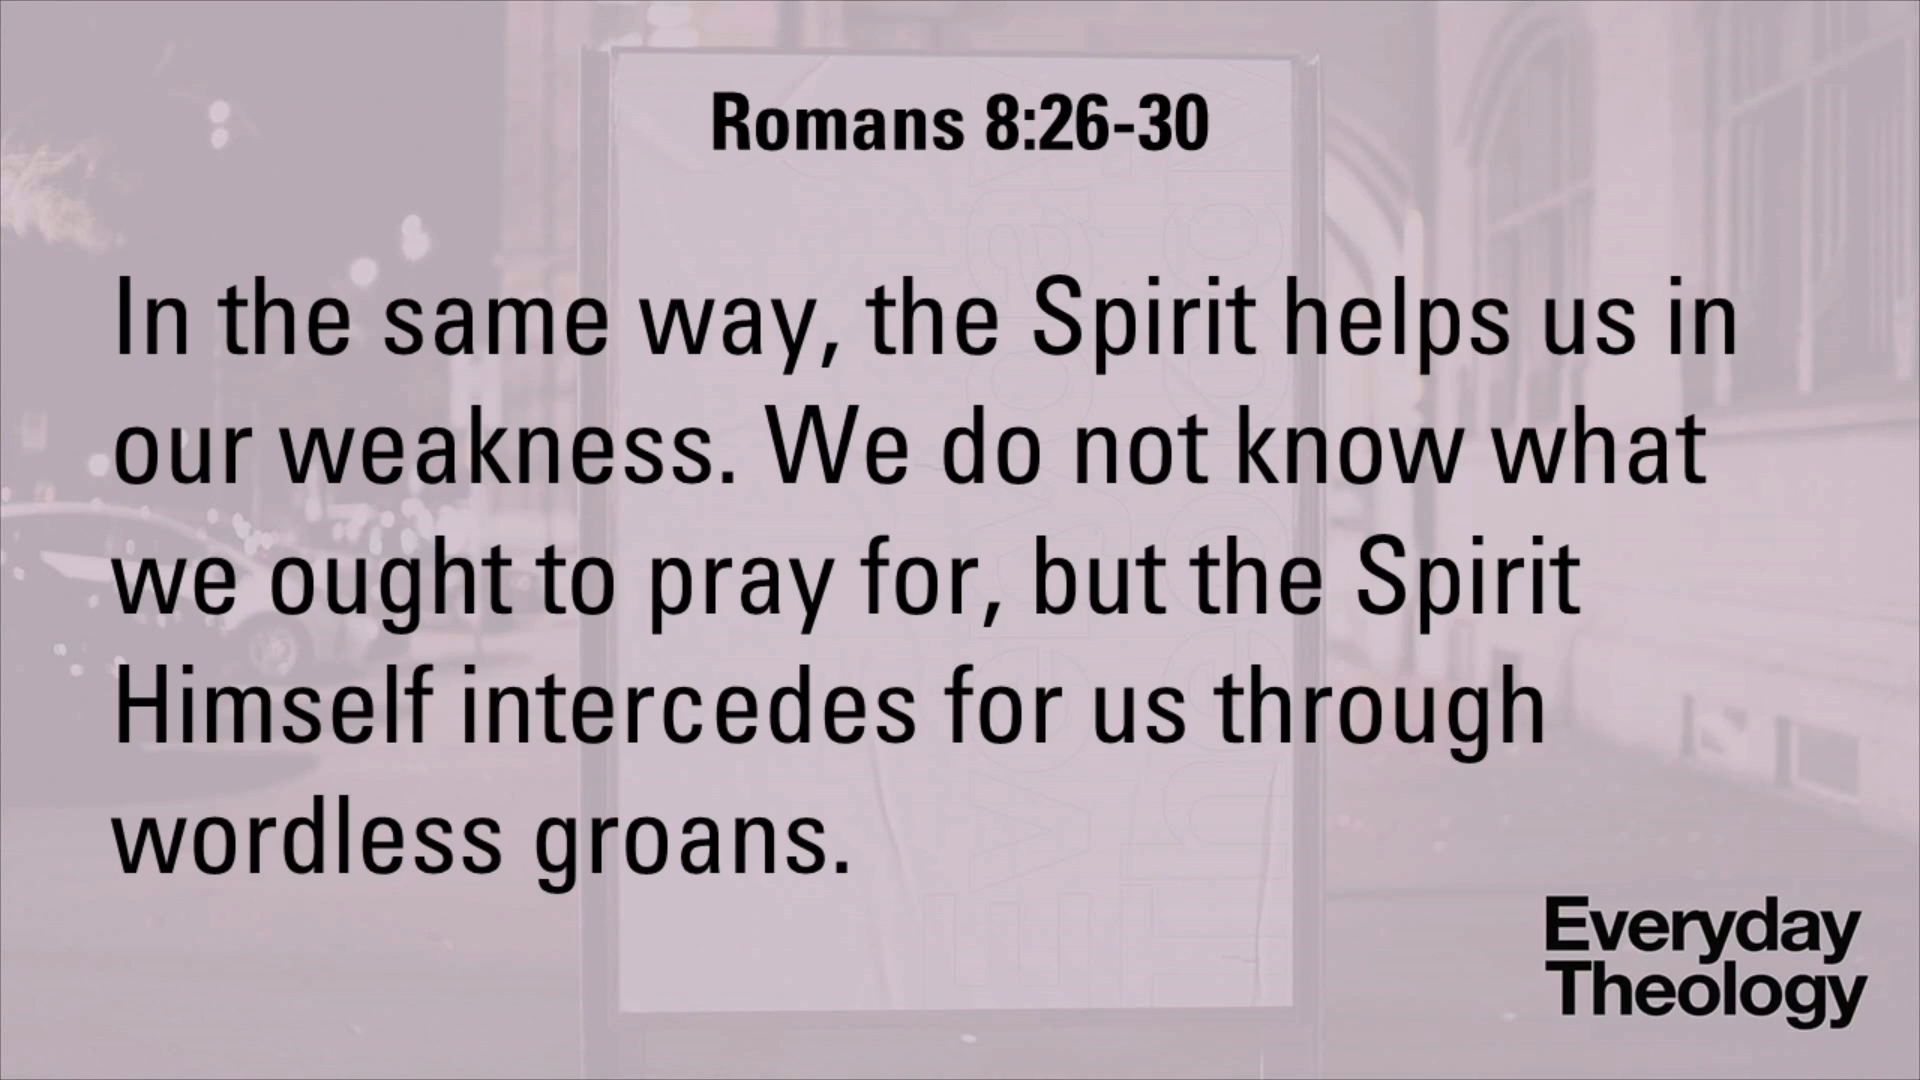 Romans 8:26-30
In the same way, the Spirit helps us in
our weakness. We do not know what
we ought to pray for, but the Spirit
Himself intercedes for us through
wordless groans.
Everyday
Theology